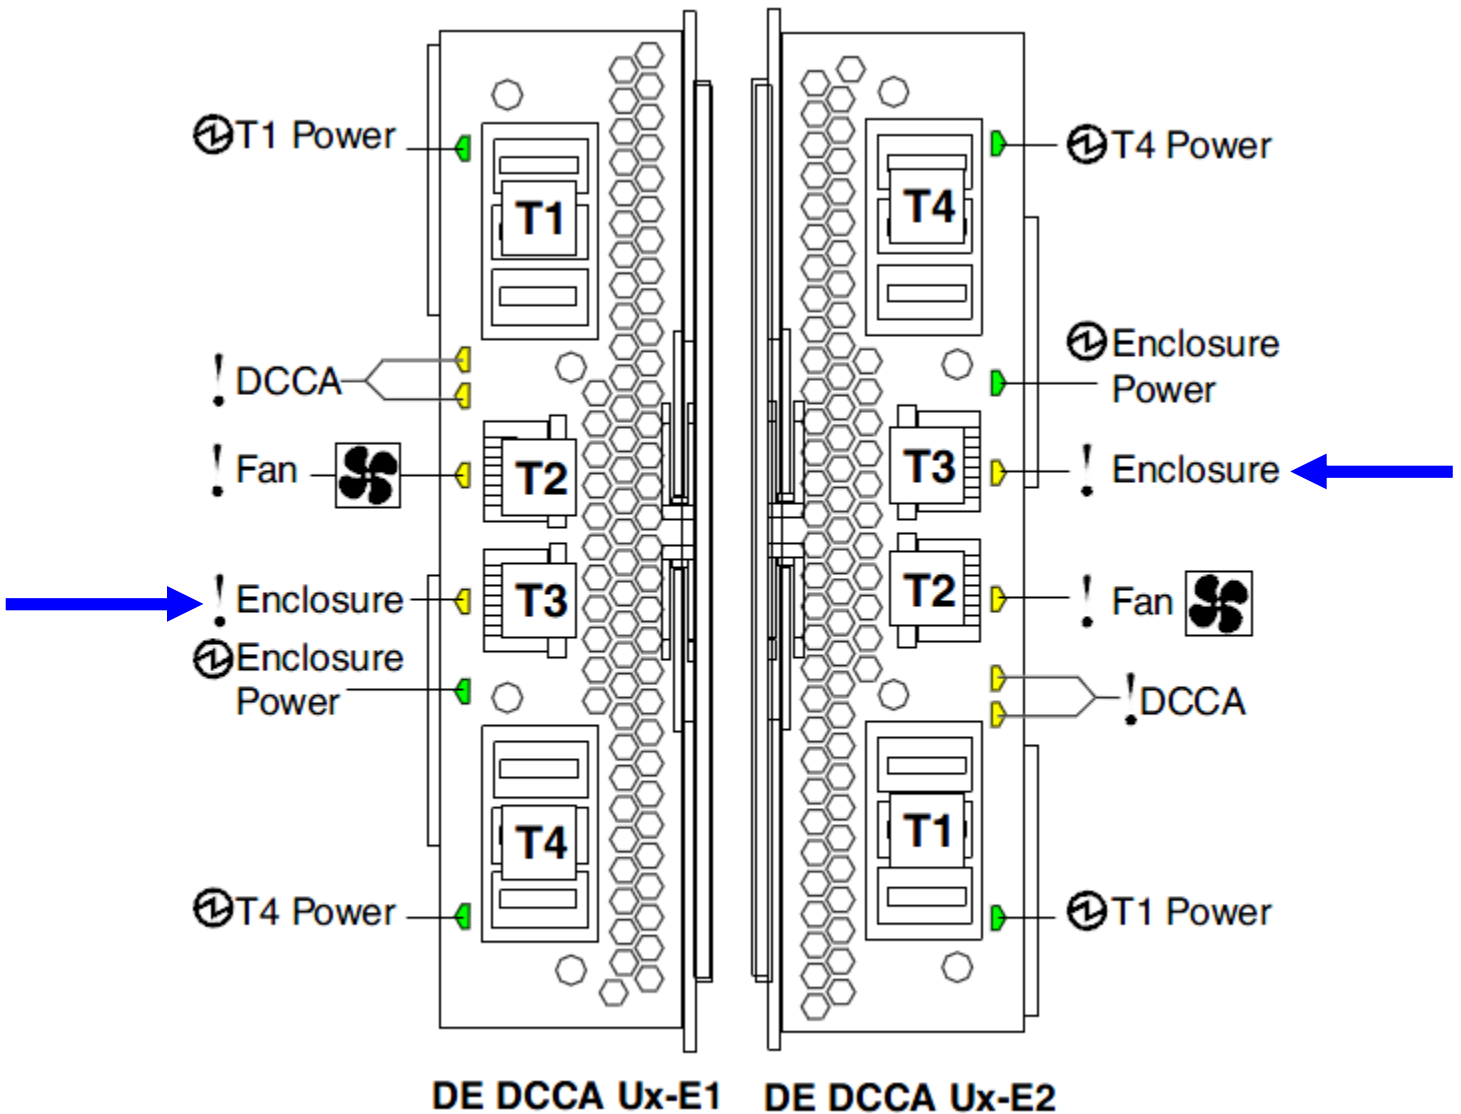 T1 Power
T1
! DCCA
! Fan
T2
! Enclosure
T3
Enclosure
Power
T4 Power
T4
DE DCCA Ux-E1
T4 Power
T4
Enclosure
Power
! Enclosure
T3
! Fan
T2
! DCCA
T1 Power
T1
DE DCCA Ux-E2